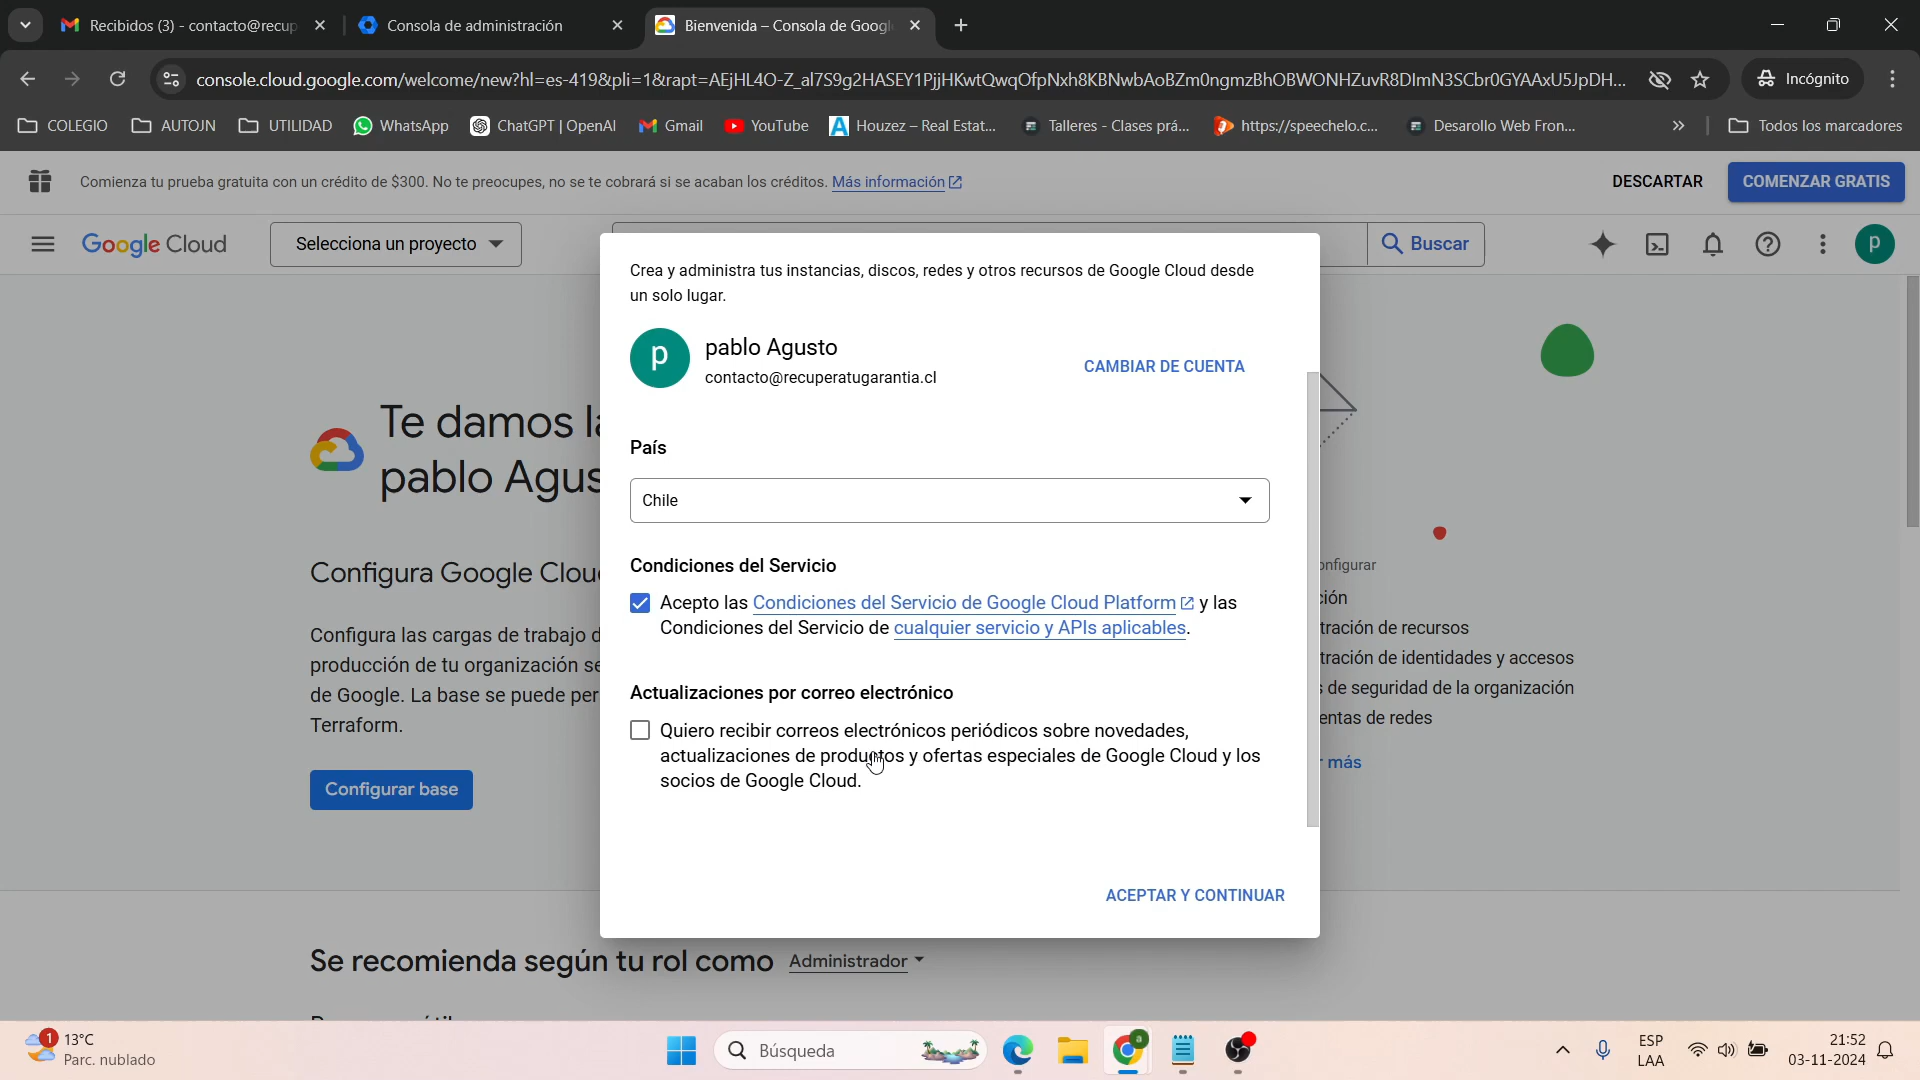 Recibidos (3) - contacto@recup
Consola de administración
Bienvenida – Consola de Googl
console.cloud.google.com/welcome/new?hl=es-419&pli=1&rapt=AEjHL4O-Z_al7S9g2HASEY1PjjHKwtQwqOfpNxh8KBNwbAoBZm0ngmzBhOBWONHZuvR8DImN3SCbr0GYAAxU5JpDH...
Incógnito
COLEGIO
AUTOJN
UTILIDAD
WhatsApp
ChatGPT | OpenAI
Gmail
YouTube
Houzez – Real Estat...
Talleres - Clases prá...
https://speechelo.c...
Desarollo Web Fron...
»
Todos los marcadores
Comienza tu prueba gratuita con un crédito de $300. No te preocupes, no se te cobrará si se acaban los créditos. Más información
DESCARTAR
COMENZAR GRATIS
Google Cloud
Selecciona un proyecto
Buscar
p
Crea y administra tus instancias, discos, redes y otros recursos de Google Cloud desde
un solo lugar.
p
pablo Agusto
contacto@recuperatugarantia.cl
CAMBIAR DE CUENTA
País
Chile
Condiciones del Servicio
Acepto las Condiciones del Servicio de Google Cloud Platform y las
Condiciones del Servicio de cualquier servicio y APIs aplicables.
Actualizaciones por correo electrónico
Quiero recibir correos electrónicos periódicos sobre novedades,
actualizaciones de productos y ofertas especiales de Google Cloud y los
socios de Google Cloud.
ACEPTAR Y CONTINUAR
Te damos la
pablo Agus
Configura Google Clou
Configura las cargas de trabajo d
producción de tu organización se
de Google. La base se puede per
Terraform.
Configurar base
onfigurar
ción
tración de recursos
tración de identidades y accesos
s de seguridad de la organización
entas de redes
r más
Se recomienda según tu rol como Administrador
1
13°C
Parc. nublado
Búsqueda
a
ESP
LAA
21:52
03-11-2024